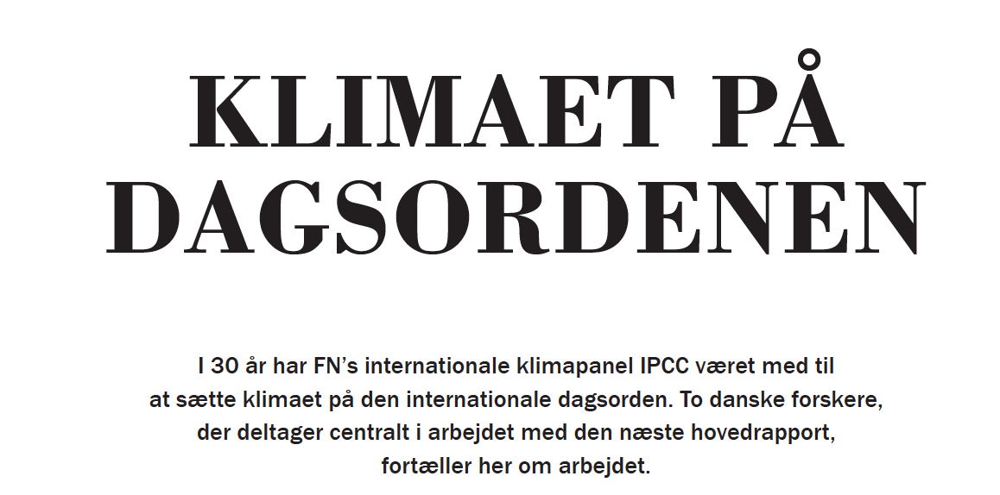 KLIMAET PÅ
DAGSORDENEN
I 30 år har FN’s internationale klimapanel IPCC været med til
at sætte klimaet på den internationale dagsorden. To danske forskere,
der deltager centralt i arbejdet med den næste hovedrapport,
fortæller her om arbejdet.